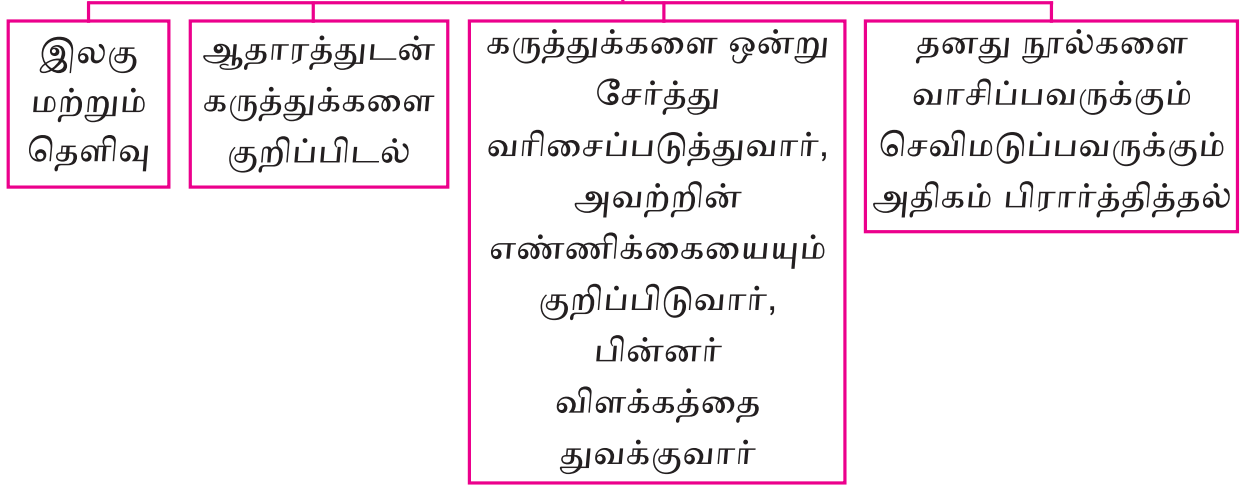 இலகு
மற்றும்
தெளிவு
ஆதாரத்துடன்
கருத்துக்களை
குறிப்பிடல்
கருத்துக்களை ஒன்று
சேர்த்து
வரிசைப்படுத்துவார்,
அவற்றின்
எண்ணிக்கையையும்
குறிப்பிடுவார்,
பின்னர்
விளக்கத்தை
துவக்குவார்
தனது நூல்களை
வாசிப்பவருக்கும்
செவிமடுப்பவருக்கும்
அதிகம் பிரார்த்தித்தல்